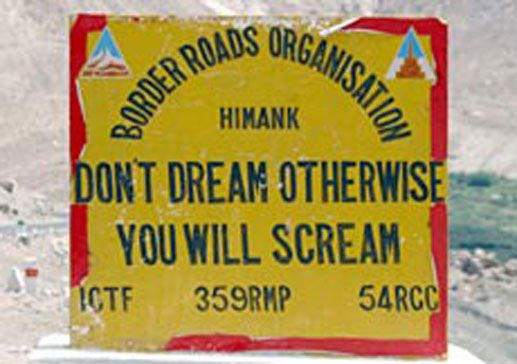 BORDER ROADS ORGANISATION
HIMANK
DON'T DREAM OTHERWISE
YOU WILL SCREAM
ICTF 359RMP 54RCC